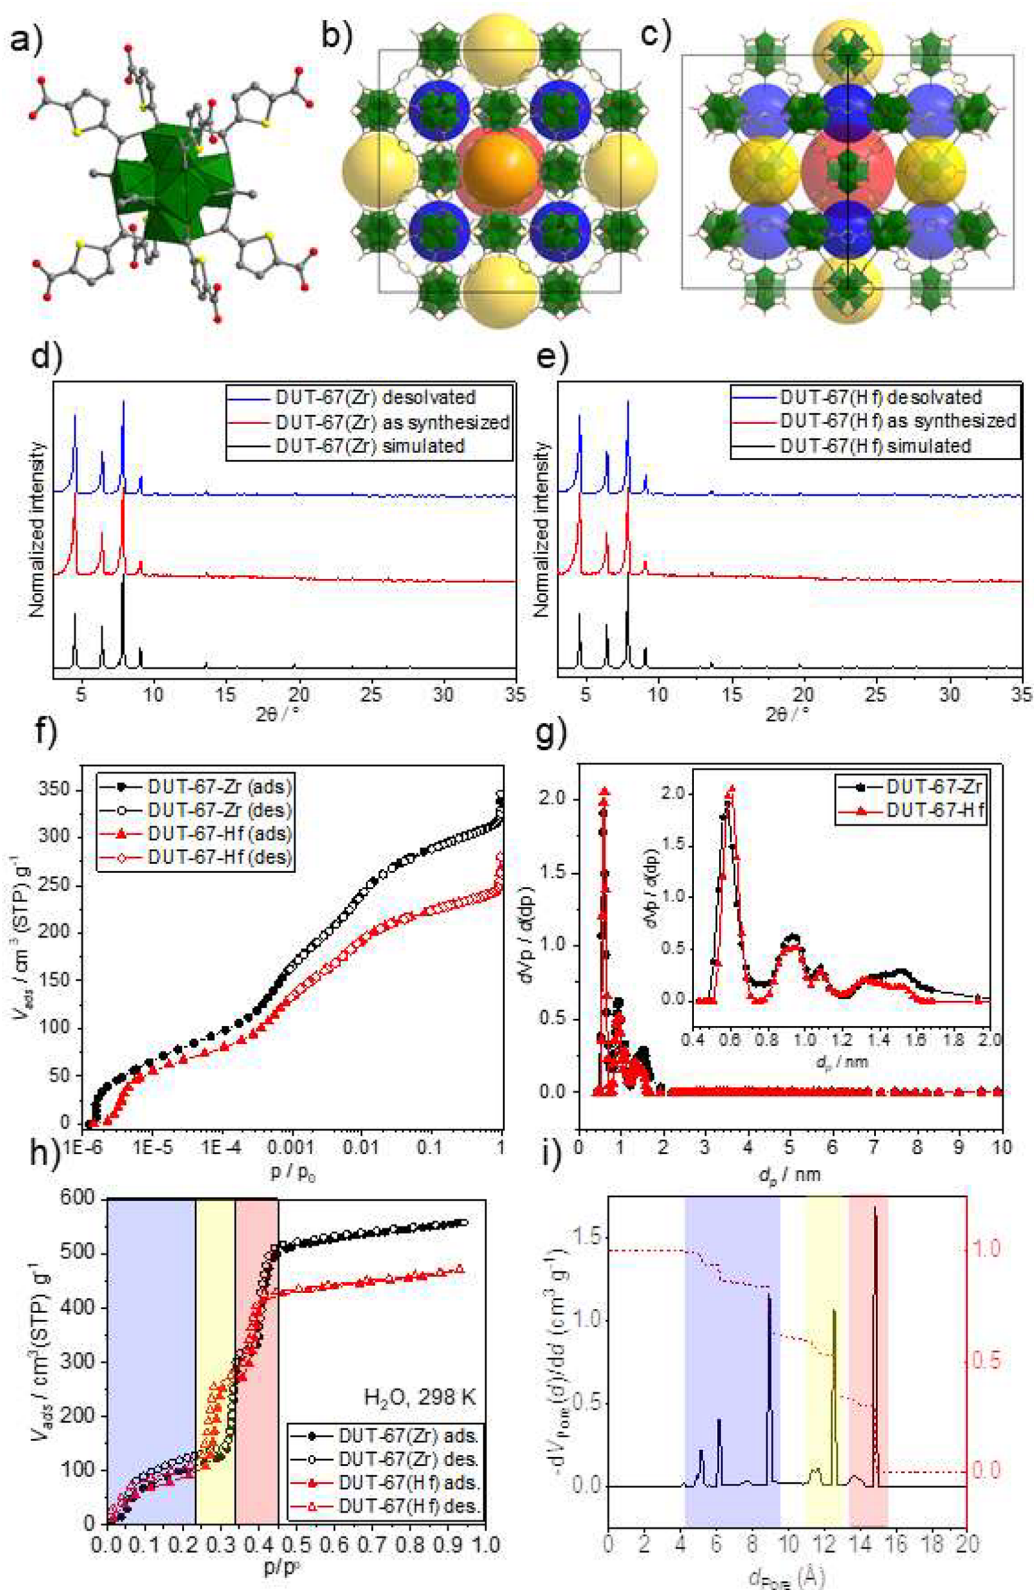 a)
b)
c)
d)
DUT-67(Zr) desolvated
DUT-67(Zr) as synthesized
DUT-67(Zr) simulated
Normalized intensity
5 10 15 20 25 30 35
2θ / °
e)
DUT-67(Hf) desolvated
DUT-67(Hf) as synthesized
DUT-67(Hf) simulated
Normalized intensity
5 10 15 20 25 30 35
2θ / °
f)
DUT-67-Zr (ads)
DUT-67-Zr (des)
DUT-67-Hf (ads)
DUT-67-Hf (des)
350
300
250
200
150
100
50
0
V_ads / cm³ (STP) g⁻¹
1E-6 1E-5 1E-4 0.001 0.01 0.1 1
p / p₀
g)
DUT-67-Zr
DUT-67-Hf
2.0
1.5
1.0
0.5
0.0
dVp / d(dp)
0.4 0.6 0.8 1.0 1.2 1.4 1.6 1.8 2.0
d_p / nm
2.0
1.5
1.0
0.5
0.0
dVp / d(dp)
0 1 2 3 4 5 6 7 8 9 10
d_p / nm
h)
600
500
400
300
200
100
0
V_ads / cm³(STP) g⁻¹
H₂O, 298 K
DUT-67(Zr) ads.
DUT-67(Zr) des.
DUT-67(Hf) ads.
DUT-67(Hf) des.
0.0 0.1 0.2 0.3 0.4 0.5 0.6 0.7 0.8 0.9 1.0
p/p⁰
i)
1.5
1.0
0.5
0.0
-dV_Pore(d)/dd (cm³ g⁻¹)
1.0
0.5
0.0
0 2 4 6 8 10 12 14 16 18 20
d_Pore (Å)